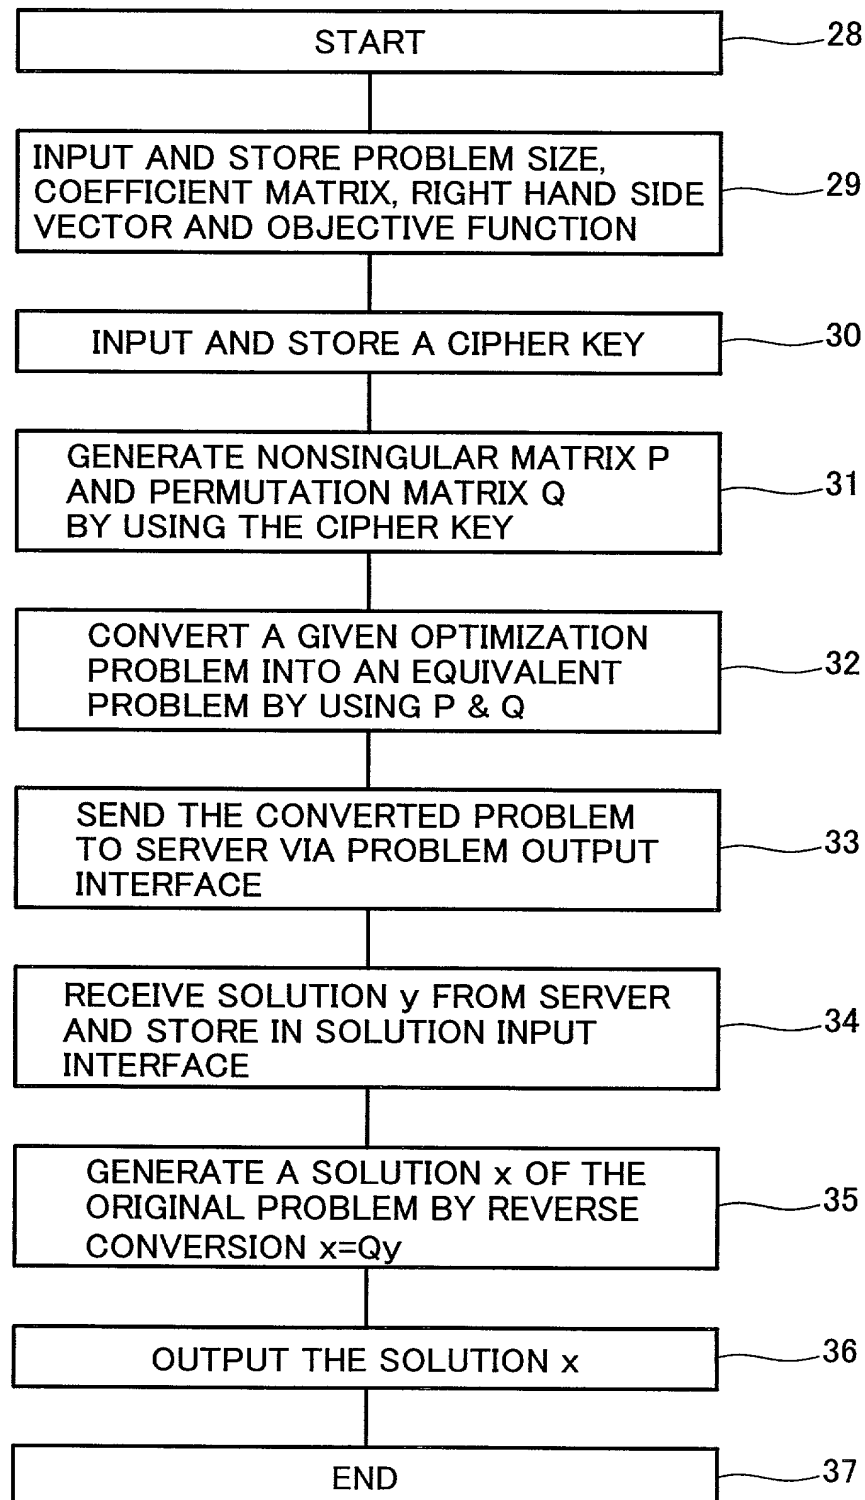 START
28
INPUT AND STORE PROBLEM SIZE,
COEFFICIENT MATRIX, RIGHT HAND SIDE
VECTOR AND OBJECTIVE FUNCTION
29
INPUT AND STORE A CIPHER KEY
30
GENERATE NONSINGULAR MATRIX P
AND PERMUTATION MATRIX Q
BY USING THE CIPHER KEY
31
CONVERT A GIVEN OPTIMIZATION
PROBLEM INTO AN EQUIVALENT
PROBLEM BY USING P & Q
32
SEND THE CONVERTED PROBLEM
TO SERVER VIA PROBLEM OUTPUT
INTERFACE
33
RECEIVE SOLUTION y FROM SERVER
AND STORE IN SOLUTION INPUT
INTERFACE
34
GENERATE A SOLUTION x OF THE
ORIGINAL PROBLEM BY REVERSE
CONVERSION x=Qy
35
OUTPUT THE SOLUTION x
36
END
37